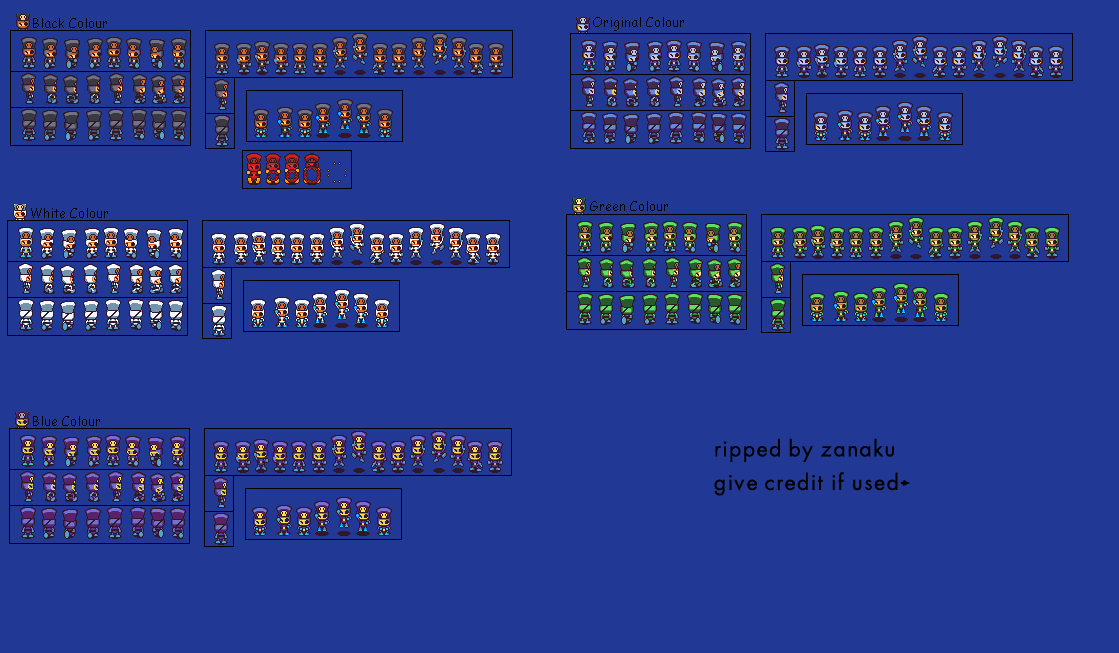 Black Colour
Original Colour
White Colour
Green Colour
Blue Colour
ripped by zanaku
give credit if used